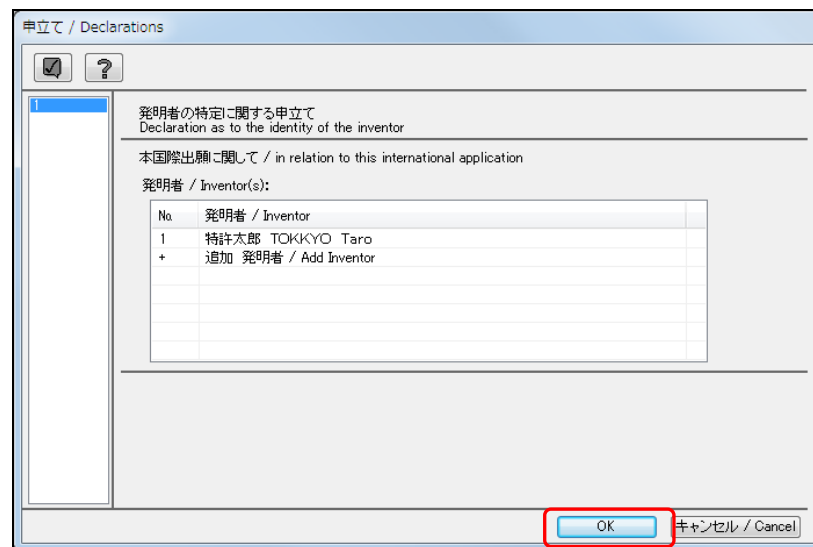 申立て / Declarations
?
1
発明者の特定に関する申立て
Declaration as to the identity of the inventor
本国際出願に関して / in relation to this international application
発明者 / Inventor(s):
No. 発明者 / Inventor
1 特許太郎 TOKKYO Taro
+ 追加 発明者 / Add Inventor
OK キャンセル / Cancel